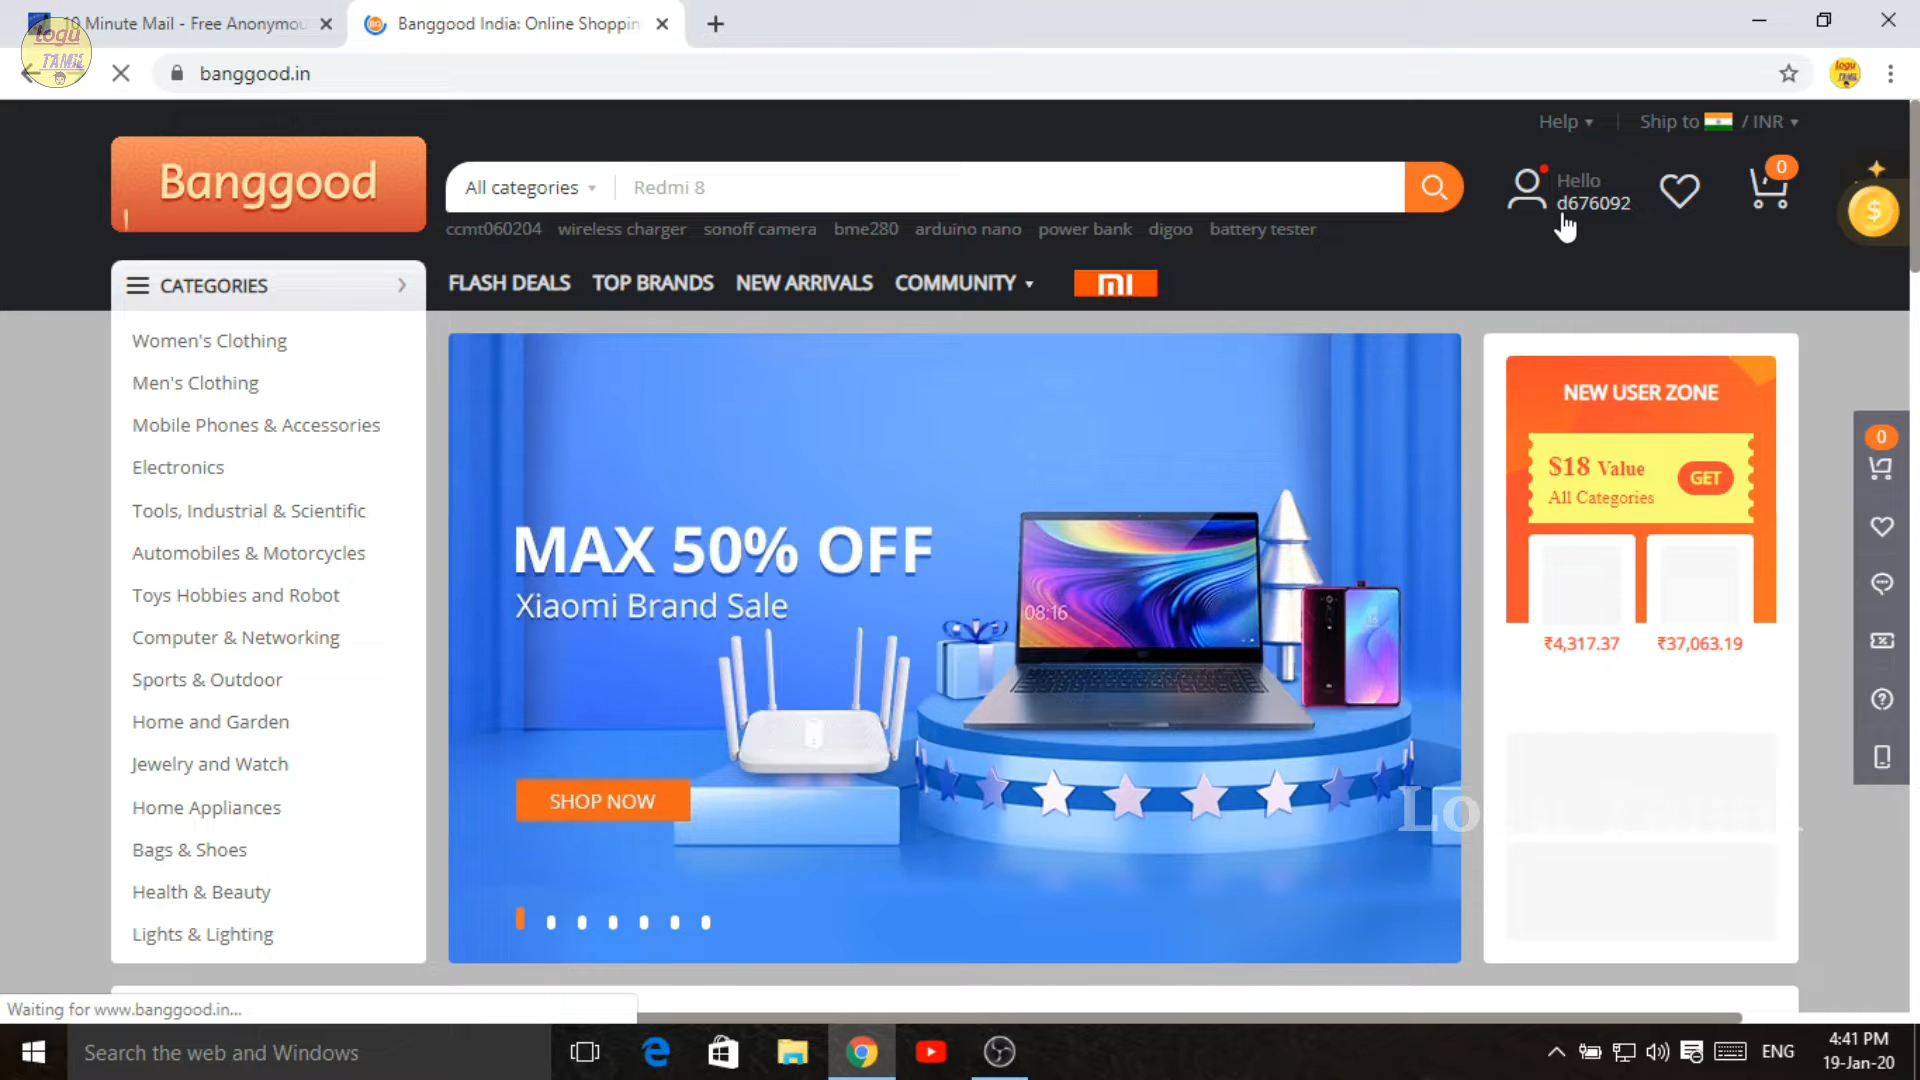 10 Minute Mail - Free Anonymou
Banggood India: Online Shoppin
logu
TAMIL
banggood.in
logu
TAMIL
Help
Ship to / INR
Banggood
All categories
Redmi 8
Hello
d676092
0
$
ccmt060204 wireless charger sonoff camera bme280 arduino nano power bank digoo battery tester
CATEGORIES
FLASH DEALS TOP BRANDS NEW ARRIVALS COMMUNITY
mi
Women's Clothing
Men's Clothing
Mobile Phones & Accessories
Electronics
Tools, Industrial & Scientific
Automobiles & Motorcycles
Toys Hobbies and Robot
Computer & Networking
Sports & Outdoor
Home and Garden
Jewelry and Watch
Home Appliances
Bags & Shoes
Health & Beauty
Lights & Lighting
MAX 50% OFF
Xiaomi Brand Sale
08:16
SHOP NOW
NEW USER ZONE
$18 Value
All Categories
GET
₹4,317.37 ₹37,063.19
0
Waiting for www.banggood.in...
Search the web and Windows
ENG
4:41 PM
19-Jan-20